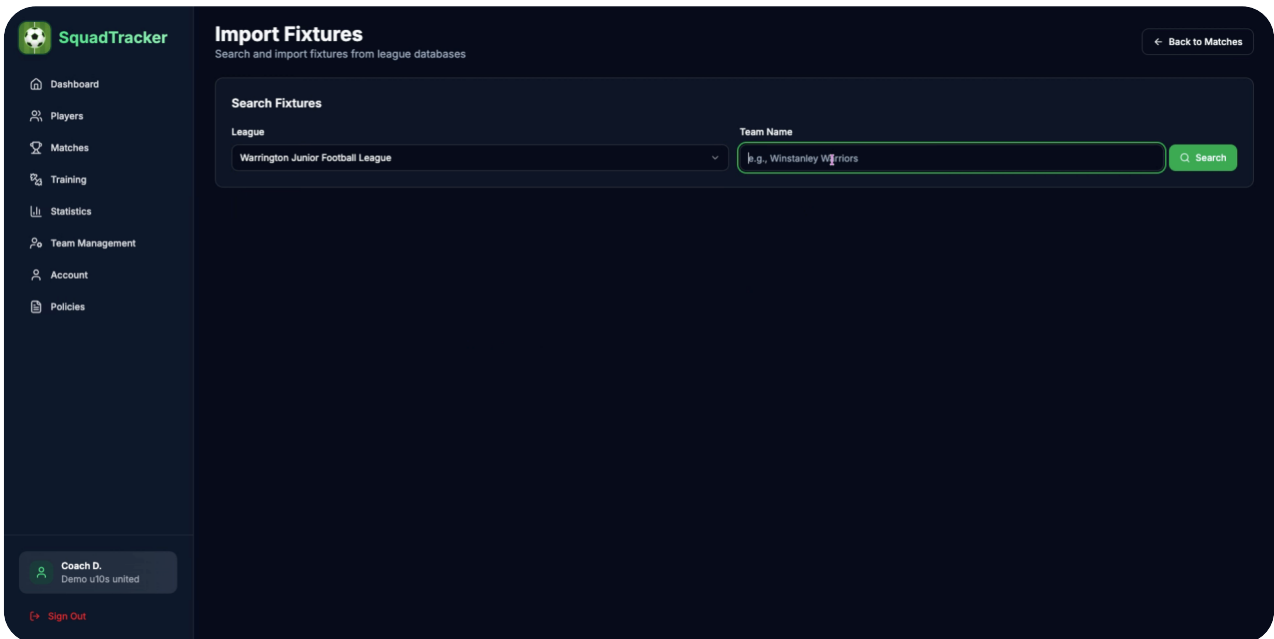 SquadTracker
Dashboard
Players
Matches
Training
Statistics
Team Management
Account
Policies
Coach D.
Demo u10s united
Sign Out
Import Fixtures
Search and import fixtures from league databases
Back to Matches
Search Fixtures
League
Team Name
Warrington Junior Football League
e.g., Winstanley Warriors
Search